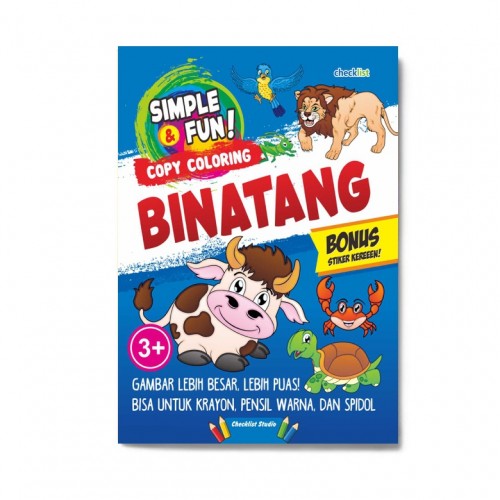 checklist
SIMPLE
& FUN!
COPY COLORING
BINATANG
BONUS
STIKER KEREEEN!
3+
GAMBAR LEBIH BESAR, LEBIH PUAS!
BISA UNTUK KRAYON, PENSIL WARNA, DAN SPIDOL
Checklist Studio